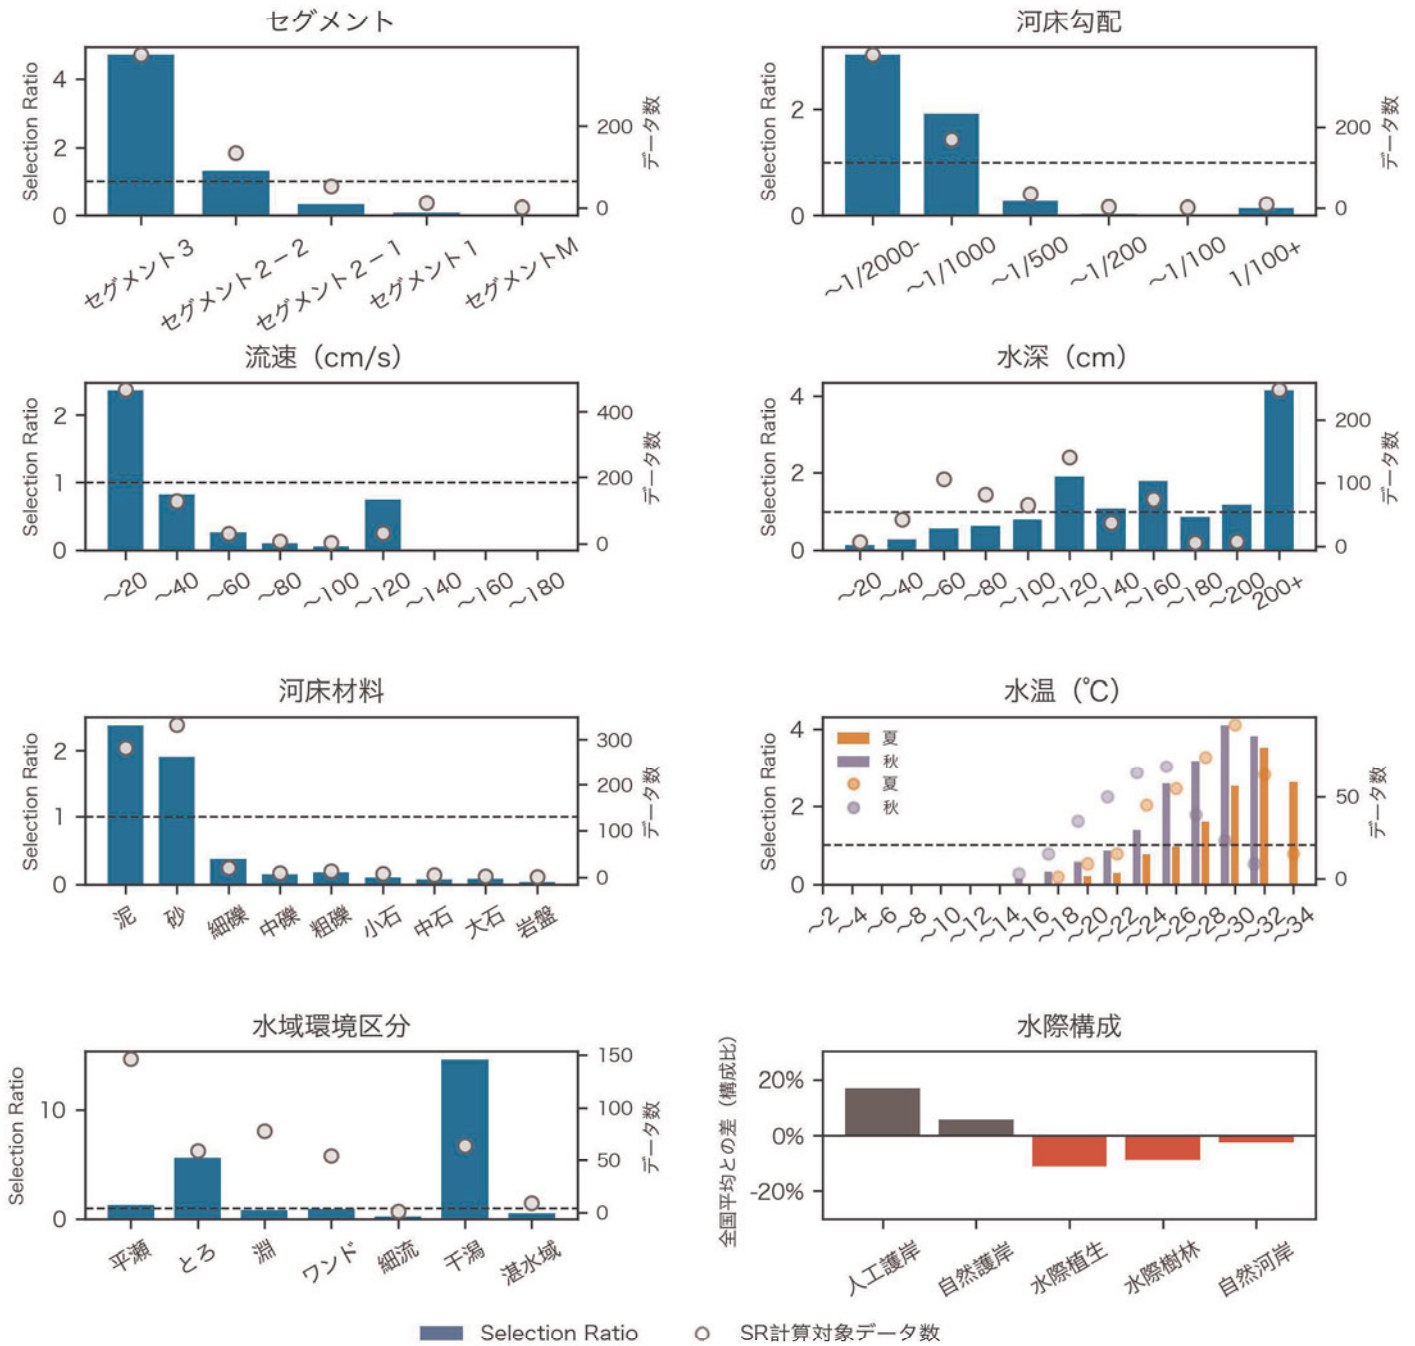 セグメント
Selection Ratio
4
2
0
200
0
データ数
セグメント3
セグメント2-2
セグメント2-1
セグメント1
セグメントM
河床勾配
Selection Ratio
2
0
200
0
データ数
～1/2000-
～1/1000
～1/500
～1/200
～1/100
1/100+
流速（cm/s）
Selection Ratio
2
1
0
400
200
0
データ数
～20
～40
～60
～80
～100
～120
～140
～160
～180
水深（cm）
Selection Ratio
4
2
0
200
100
0
データ数
～20
～40
～60
～80
～100
～120
～140
～160
～180
～200
200+
河床材料
Selection Ratio
2
1
0
300
200
100
0
データ数
泥
砂
細礫
中礫
粗礫
小石
中石
大石
岩盤
水温（℃）
Selection Ratio
4
2
0
夏
秋
夏
秋
50
0
データ数
～2
～4
～6
～8
～10
～12
～14
～16
～18
～20
～22
～24
～26
～28
～30
～32
～34
水域環境区分
Selection Ratio
10
0
150
100
50
0
データ数
平瀬
とろ
淵
ワンド
細流
干潟
湛水域
水際構成
全国平均との差（構成比）
20%
0%
-20%
人工護岸
自然護岸
水際植生
水際樹林
自然河岸
Selection Ratio
SR計算対象データ数